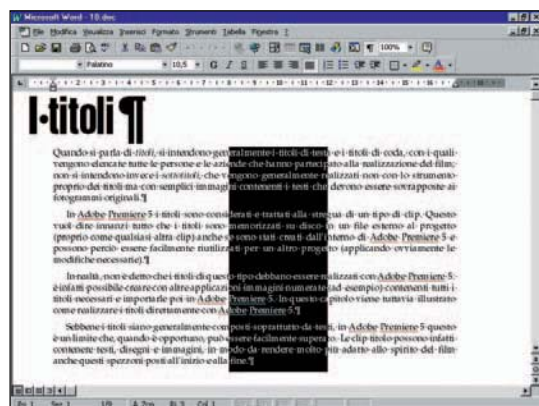 Microsoft Word - 10.doc
File Modifica Visualizza Inserisci Formato Strumenti Tabella Finestra ?
100%
Palatino 10,5 G I S
I·titoli¶
Quando·si·parla·di·titoli,·si·intendono·generalmente·i·titoli·di·testa·e·i·titoli·di·coda,·con·i·quali·
vengono·elencate·tutte·le·persone·e·le·aziende·che·hanno·partecipato·alla·realizzazione·del·film;·
non·si·intendono·invece·i·sottotitoli,·che·vengono·generalmente·realizzati·non·con·lo·strumento·
proprio·dei·titoli·ma·con·semplici·immagini·contenenti·i·testi·che·devono·essere·sovrapposte·ai·
fotogrammi·originali.¶
In·Adobe·Premiere·5·i·titoli·sono·considerati·e·trattati·alla·stregua·di·un·tipo·di·clip.·Questo·
vuol·dire·innanzi·tutto·che·i·titoli·sono·memorizzati·su·disco·in·un·file·esterno·al·progetto·
(proprio·come·qualsiasi·altra·clip)·anche·se·sono·stati·creati·dall'interno·di·Adobe·Premiere·5·e·
possono·perciò·essere·facilmente·riutilizzati·per·un·altro·progetto·(applicando·ovviamente·le·
modifiche·necessarie).¶
In·realtà,·non·è·detto·che·i·titoli·di·questo·tipo·debbano·essere·realizzati·con·Adobe·Premiere·5:·
è·infatti·possibile·creare·con·altre·applicazioni·immagini·numerate·(ad·esempio)·contenenti·tutti·i·
titoli·necessari·e·importarle·poi·in·Adobe·Premiere·5.·In·questo·capitolo·viene·tuttavia·illustrato·
come·realizzare·i·titoli·direttamente·con·Adobe·Premiere·5.¶
Sebbene·i·titoli·siano·generalmente·composti·soprattutto·da·testi,·in·Adobe·Premiere·5·questo·
è·un·limite·che,·quando·è·opportuno,·può·essere·facilmente·superato.·Le·clip·titolo·possono·infatti·
contenere·testi,·disegni·e·immagini,·in·modo·da·rendere·molto·più·adatto·allo·spirito·del·film·
anche·questi·spezzoni·posti·all'inizio·e·alla·fine.¶